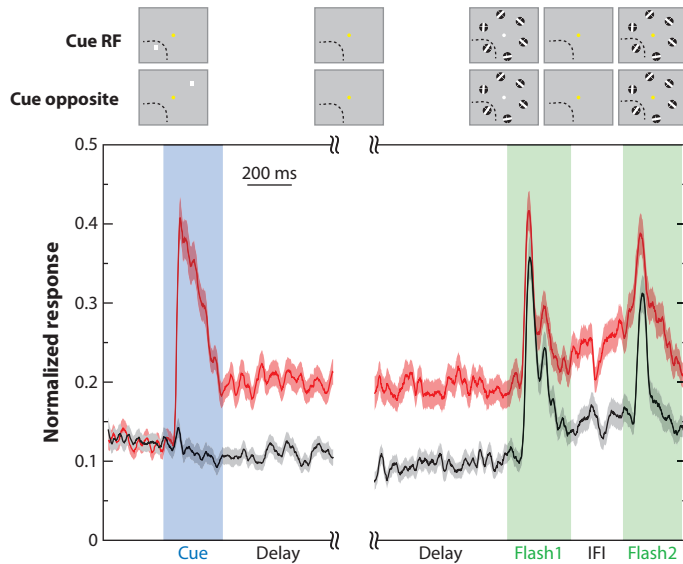 Cue RF
Cue opposite
0.5
0.4
0.3
0.2
0.1
0
Normalized response
200 ms
Cue
Delay
Delay
Flash1
IFI
Flash2